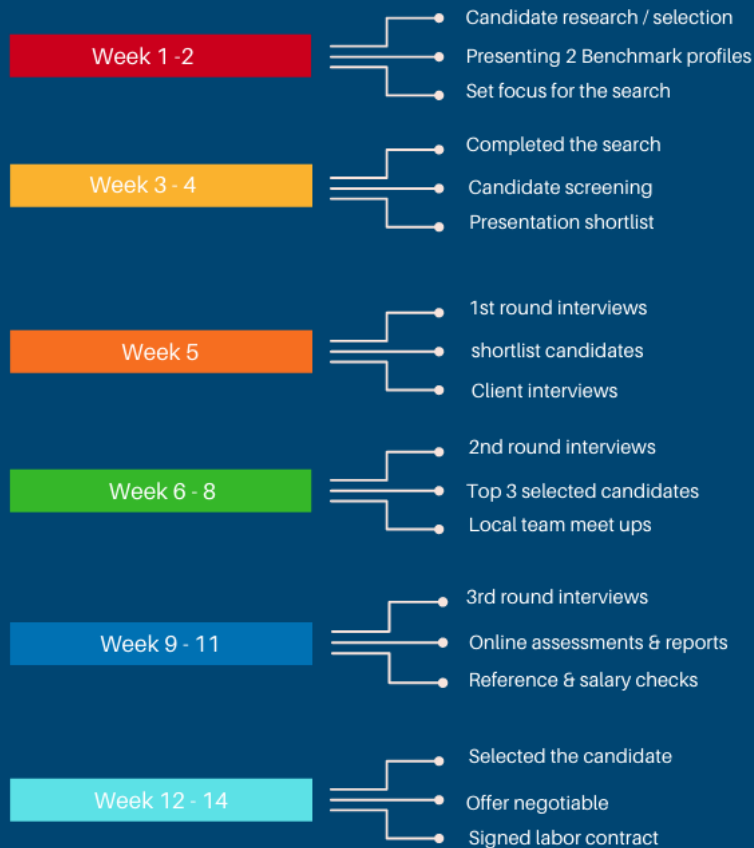 Week 1 -2
Candidate research / selection
Presenting 2 Benchmark profiles
Set focus for the search
Week 3 - 4
Completed the search
Candidate screening
Presentation shortlist
Week 5
1st round interviews
shortlist candidates
Client interviews
Week 6 - 8
2nd round interviews
Top 3 selected candidates
Local team meet ups
Week 9 - 11
3rd round interviews
Online assessments & reports
Reference & salary checks
Week 12 - 14
Selected the candidate
Offer negotiable
Signed labor contract